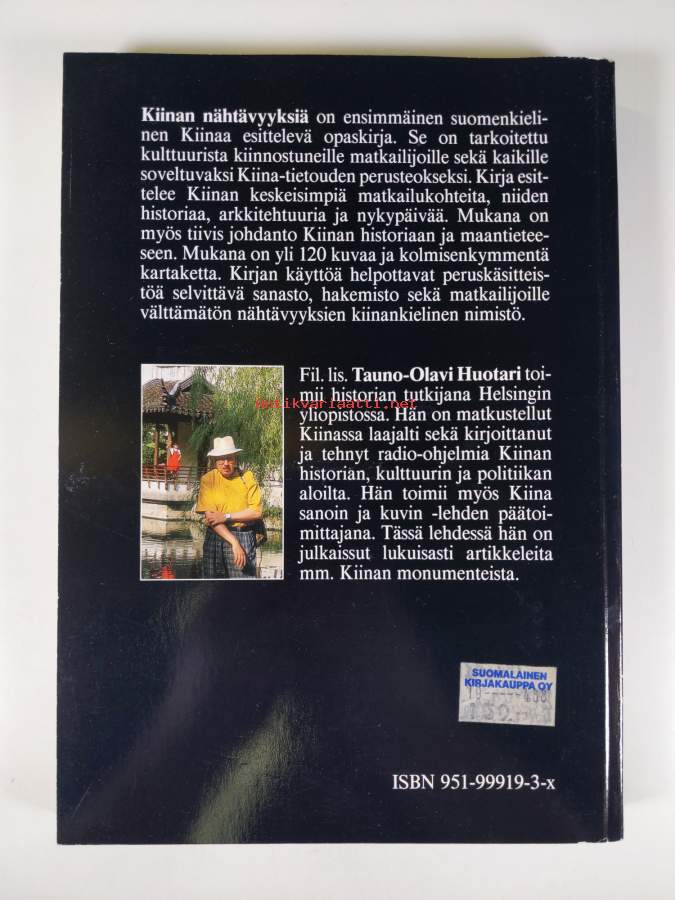 Kiinan nähtävyyksiä on ensimmäinen suomenkieli-
nen Kiinaa esittelevä opaskirja. Se on tarkoitettu
kulttuurista kiinnostuneille matkailijoille sekä kaikille
soveltuvaksi Kiina-tietouden perusteokseksi. Kirja esit-
telee Kiinan keskeisimpiä matkailukohteita, niiden
historiaa, arkkitehtuuria ja nykypäivää. Mukana on
myös tiivis johdanto Kiinan historiaan ja maantietee-
seen. Mukana on yli 120 kuvaa ja kolmisenkymmentä
kartaketta. Kirjan käyttöä helpottavat peruskäsitteis-
töä selvittävä sanasto, hakemisto sekä matkailijoille
välttämätön nähtävyyksien kiinankielinen nimistö.
Fil. lis. Tauno-Olavi Huotari toi-
mii historian tutkijana Helsingin
yliopistossa. Hän on matkustellut
Kiinassa laajalti sekä kirjoittanut
ja tehnyt radio-ohjelmia Kiinan
historian, kulttuurin ja politiikan
aloilta. Hän toimii myös Kiina
sanoin ja kuvin -lehden päätoi-
mittajana. Tässä lehdessä hän on
julkaissut lukuisasti artikkeleita
mm. Kiinan monumenteista.
antikvariaatti.net
SUOMALAINEN
KIRJAKAUPPA OY
ISBN 951-99919-3-x